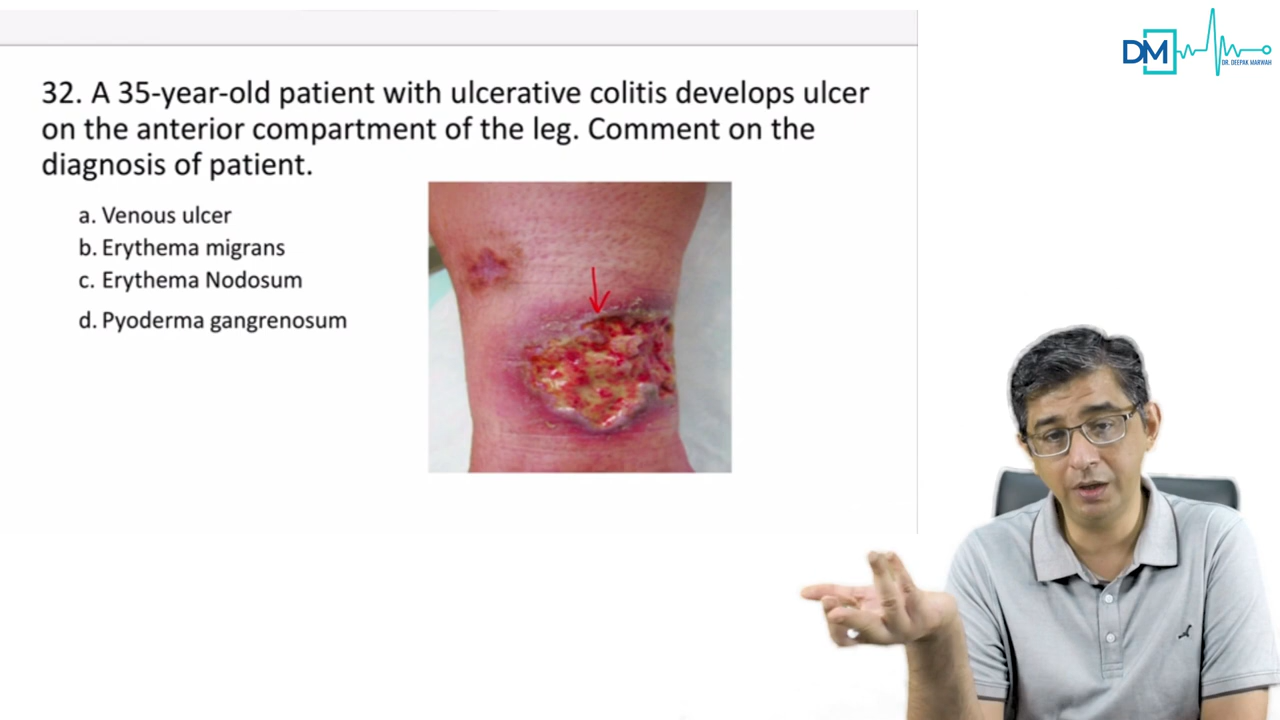 DM
DR. DEEPAK MARWAH
32. A 35-year-old patient with ulcerative colitis develops ulcer
on the anterior compartment of the leg. Comment on the
diagnosis of patient.
a. Venous ulcer
b. Erythema migrans
c. Erythema Nodosum
d. Pyoderma gangrenosum